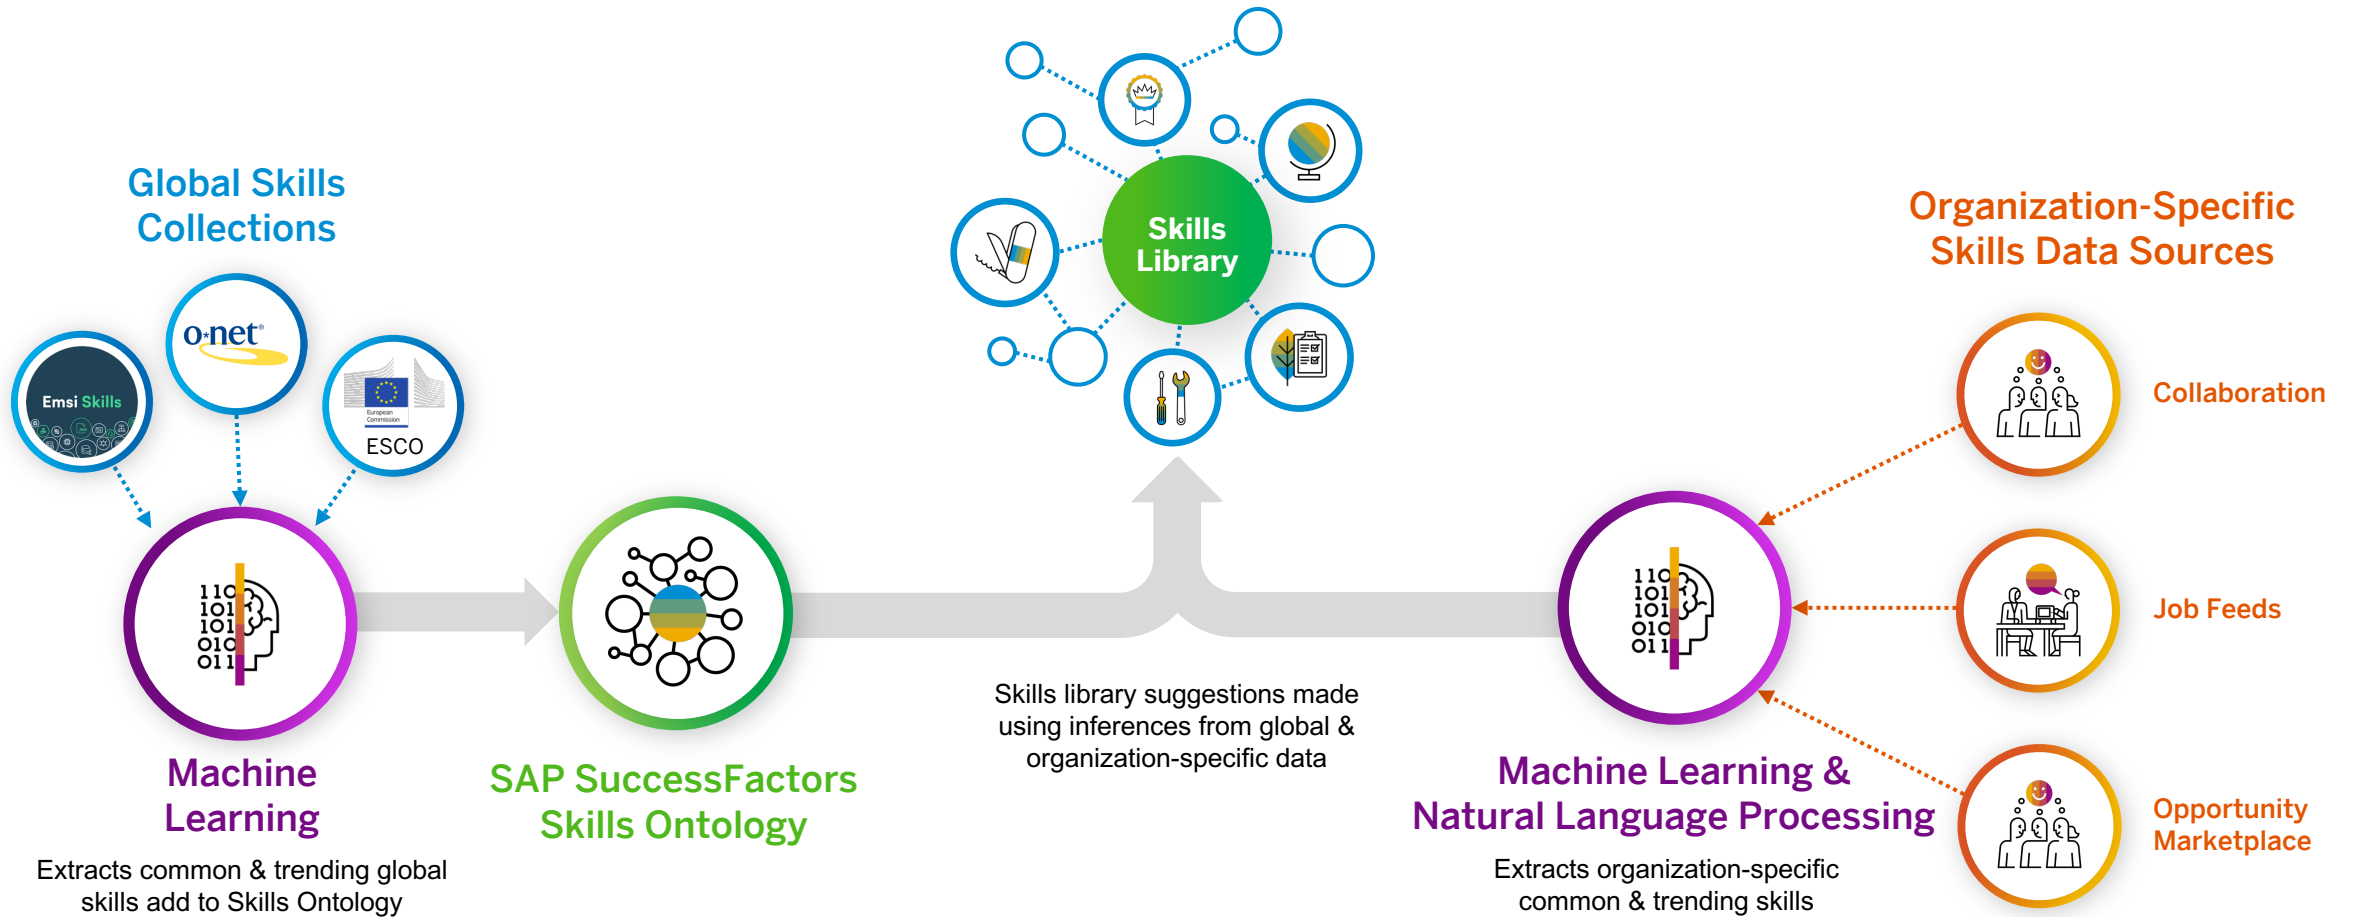 Skills
Library
Global Skills
Collections
Emsi Skills
o*net®
European
Commission
ESCO
110
101
101
010
011
Machine
Learning
Extracts common & trending global
skills add to Skills Ontology
SAP SuccessFactors
Skills Ontology
Skills library suggestions made
using inferences from global &
organization-specific data
110
101
101
010
011
Machine Learning &
Natural Language Processing
Extracts organization-specific
common & trending skills
Organization-Specific
Skills Data Sources
Collaboration
Job Feeds
Opportunity
Marketplace